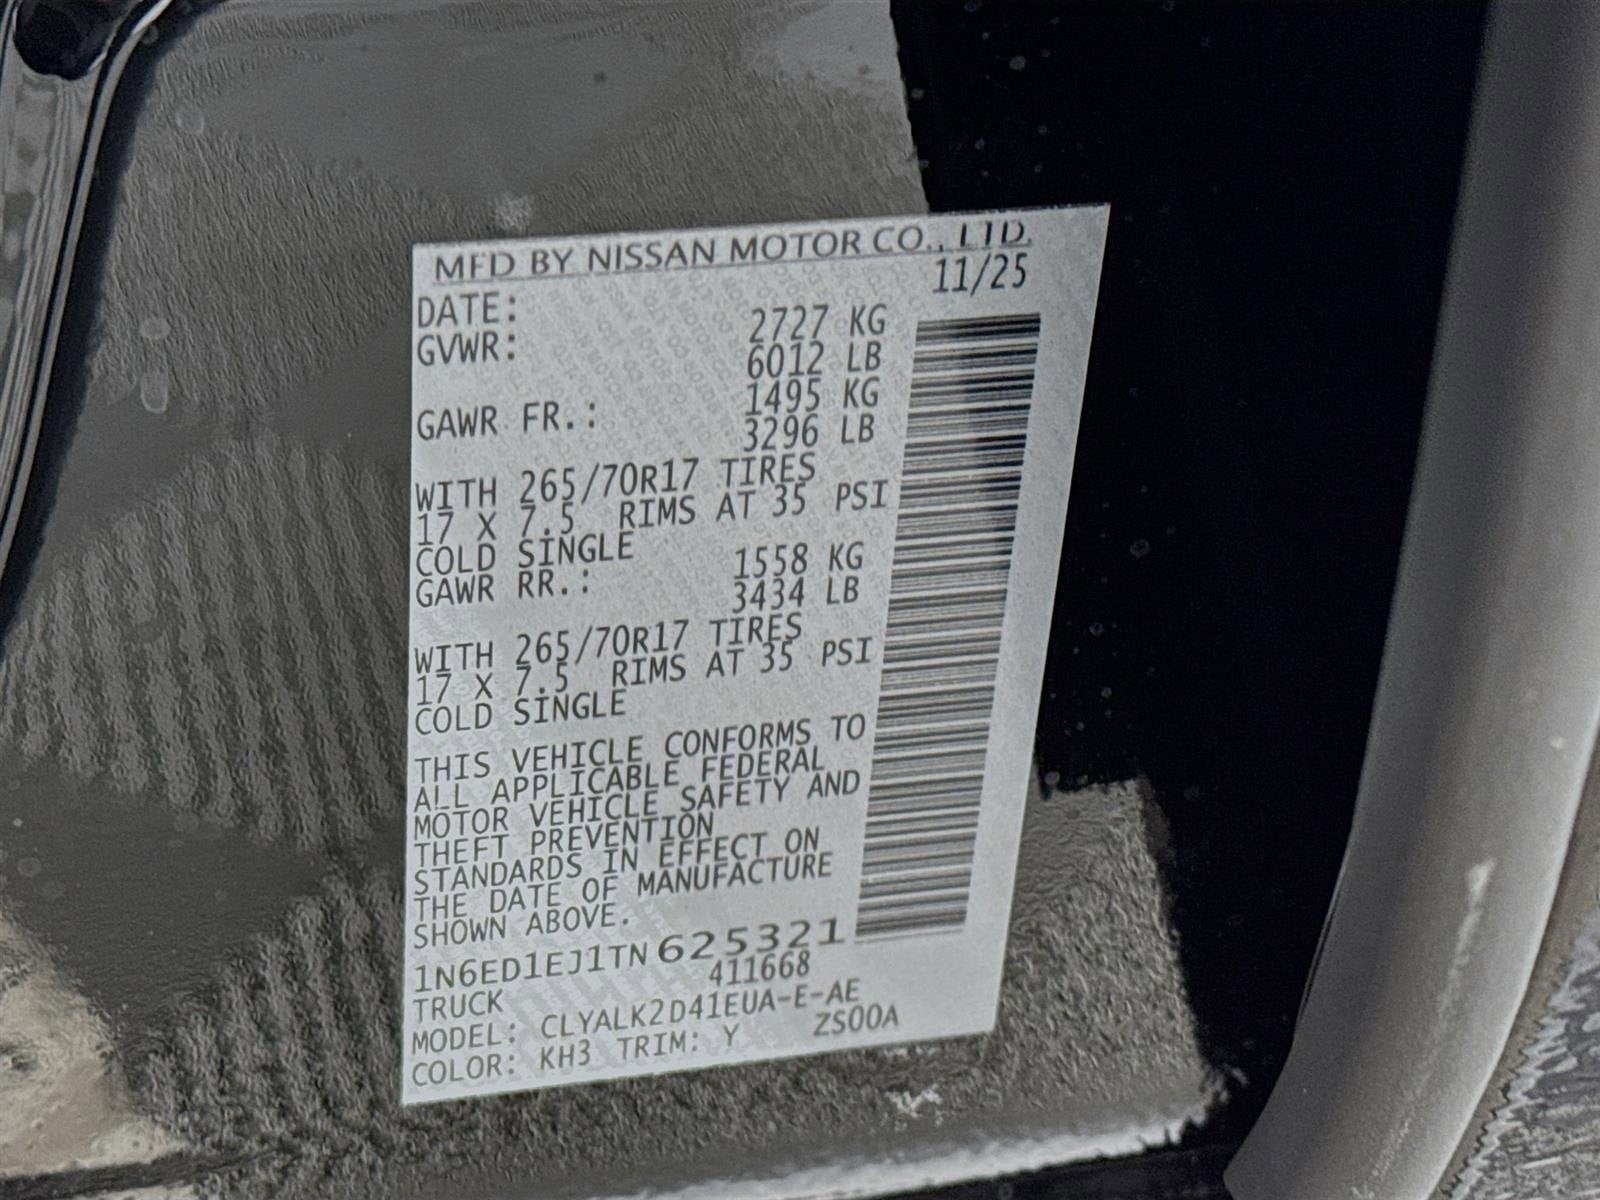 MFD BY NISSAN MOTOR CO., LTD.
DATE: 11/25
GVWR: 2727 KG
6012 LB
GAWR FR.: 1495 KG
3296 LB
WITH 265/70R17 TIRES
17 X 7.5 RIMS AT 35 PSI
COLD SINGLE
GAWR RR.: 1558 KG
3434 LB
WITH 265/70R17 TIRES
17 X 7.5 RIMS AT 35 PSI
COLD SINGLE
THIS VEHICLE CONFORMS TO
ALL APPLICABLE FEDERAL
MOTOR VEHICLE SAFETY AND
THEFT PREVENTION
STANDARDS IN EFFECT ON
THE DATE OF MANUFACTURE
SHOWN ABOVE.
1N6ED1EJ1TN625321
TRUCK 411668
MODEL: CLYALK2D41EUA-E-AE
COLOR: KH3 TRIM: Y ZS00A